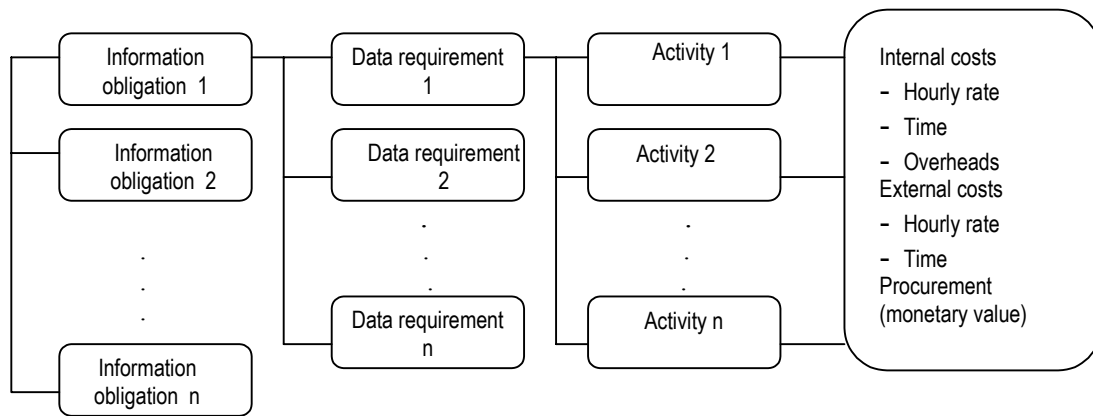 Information
obligation 1
Information
obligation 2
.
.
.
Information
obligation n
Data requirement
1
Data requirement
2
.
.
.
Data requirement
n
Activity 1
Activity 2
.
.
.
Activity n
Internal costs
- Hourly rate
- Time
- Overheads
External costs
- Hourly rate
- Time
Procurement
(monetary value)